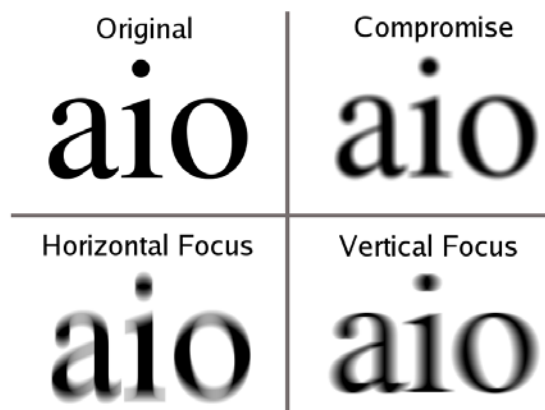 Original
aio
Compromise
aio
Horizontal Focus
aio
Vertical Focus
aio